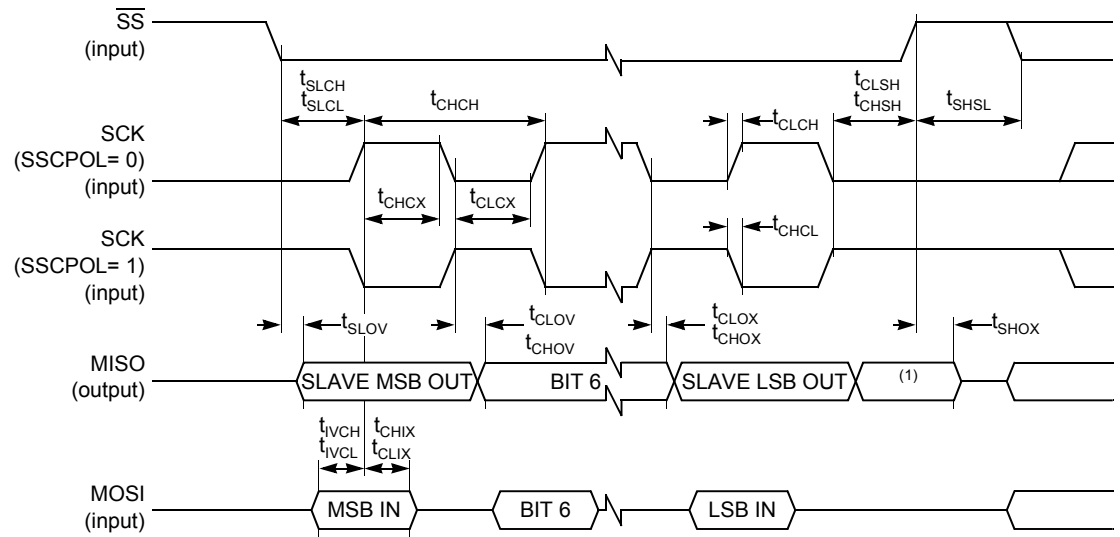 SS
(input)
tSLCH
tSLCL
tCHCH
tCLCH
tCLSH
tCHSH
tSHSL
SCK
(SSCPOL= 0)
(input)
tCHCX
tCLCX
tCHCL
SCK
(SSCPOL= 1)
(input)
tSLOV
tCLOV
tCHOV
tCLOX
tCHOX
tSHOX
MISO
(output)
SLAVE MSB OUT
BIT 6
SLAVE LSB OUT
(1)
tIVCH
tIVCL
tCHIX
tCLIX
MOSI
(input)
MSB IN
BIT 6
LSB IN